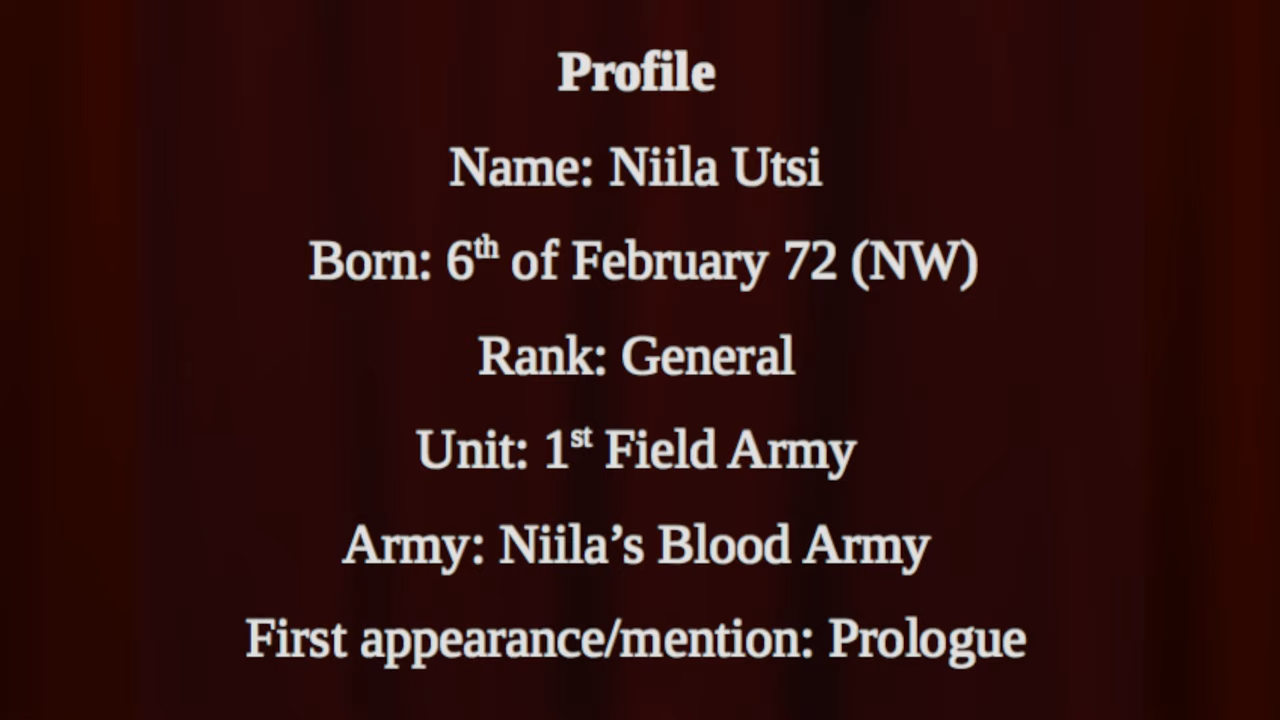 Profile
Name: Niila Utsi
Born: 6th of February 72 (NW)
Rank: General
Unit: 1st Field Army
Army: Niila’s Blood Army
First appearance/mention: Prologue